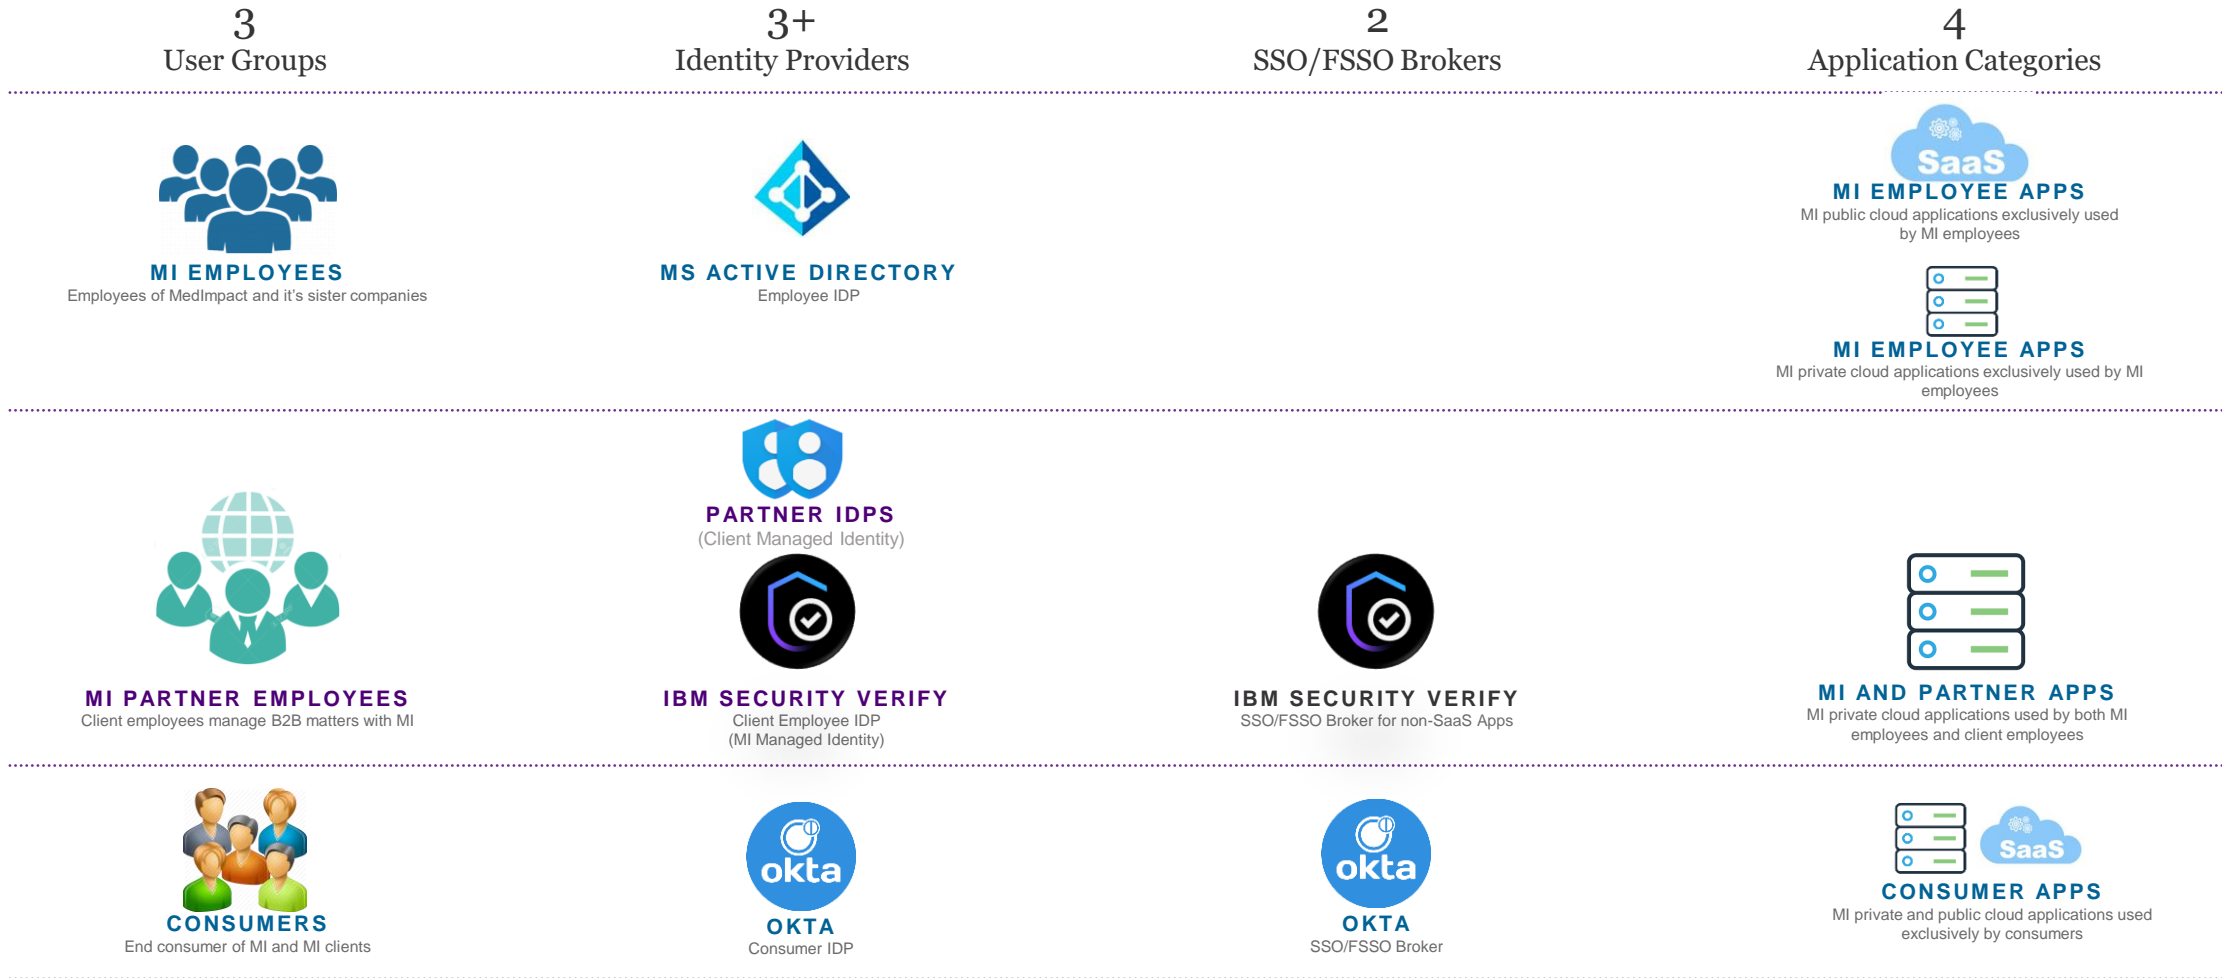 3
User Groups
3+
Identity Providers
2
SSO/FSSO Brokers
4
Application Categories
MI EMPLOYEES
Employees of MedImpact and it's sister companies
MS ACTIVE DIRECTORY
Employee IDP
SaaS
MI EMPLOYEE APPS
MI public cloud applications exclusively used
by MI employees
MI EMPLOYEE APPS
MI private cloud applications exclusively used by MI
employees
MI PARTNER EMPLOYEES
Client employees manage B2B matters with MI
PARTNER IDPS
(Client Managed Identity)
IBM SECURITY VERIFY
Client Employee IDP
(MI Managed Identity)
IBM SECURITY VERIFY
SSO/FSSO Broker for non-SaaS Apps
MI AND PARTNER APPS
MI private cloud applications used by both MI
employees and client employees
CONSUMERS
End consumer of MI and MI clients
okta
OKTA
Consumer IDP
okta
OKTA
SSO/FSSO Broker
SaaS
CONSUMER APPS
MI private and public cloud applications used
exclusively by consumers